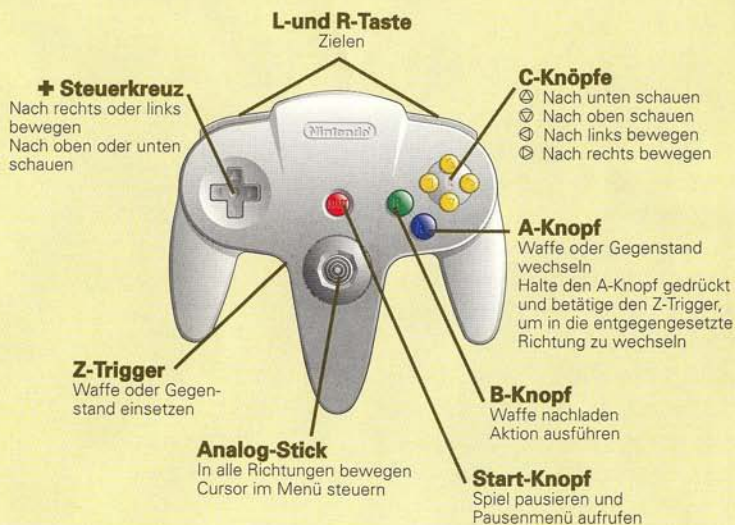 L-und R-Taste
Zielen
✚ Steuerkreuz
Nach rechts oder links
bewegen
Nach oben oder unten
schauen
C-Knöpfe
Nach unten schauen
Nach oben schauen
Nach links bewegen
Nach rechts bewegen
Nintendo
A-Knopf
Waffe oder Gegenstand
wechseln
Halte den A-Knopf gedrückt
und betätige den Z-Trigger,
um in die entgegengesetzte
Richtung zu wechseln
Z-Trigger
Waffe oder Gegen-
stand einsetzen
B-Knopf
Waffe nachladen
Aktion ausführen
Analog-Stick
In alle Richtungen bewegen
Cursor im Menü steuern
Start-Knopf
Spiel pausieren und
Pausenmenü aufrufen